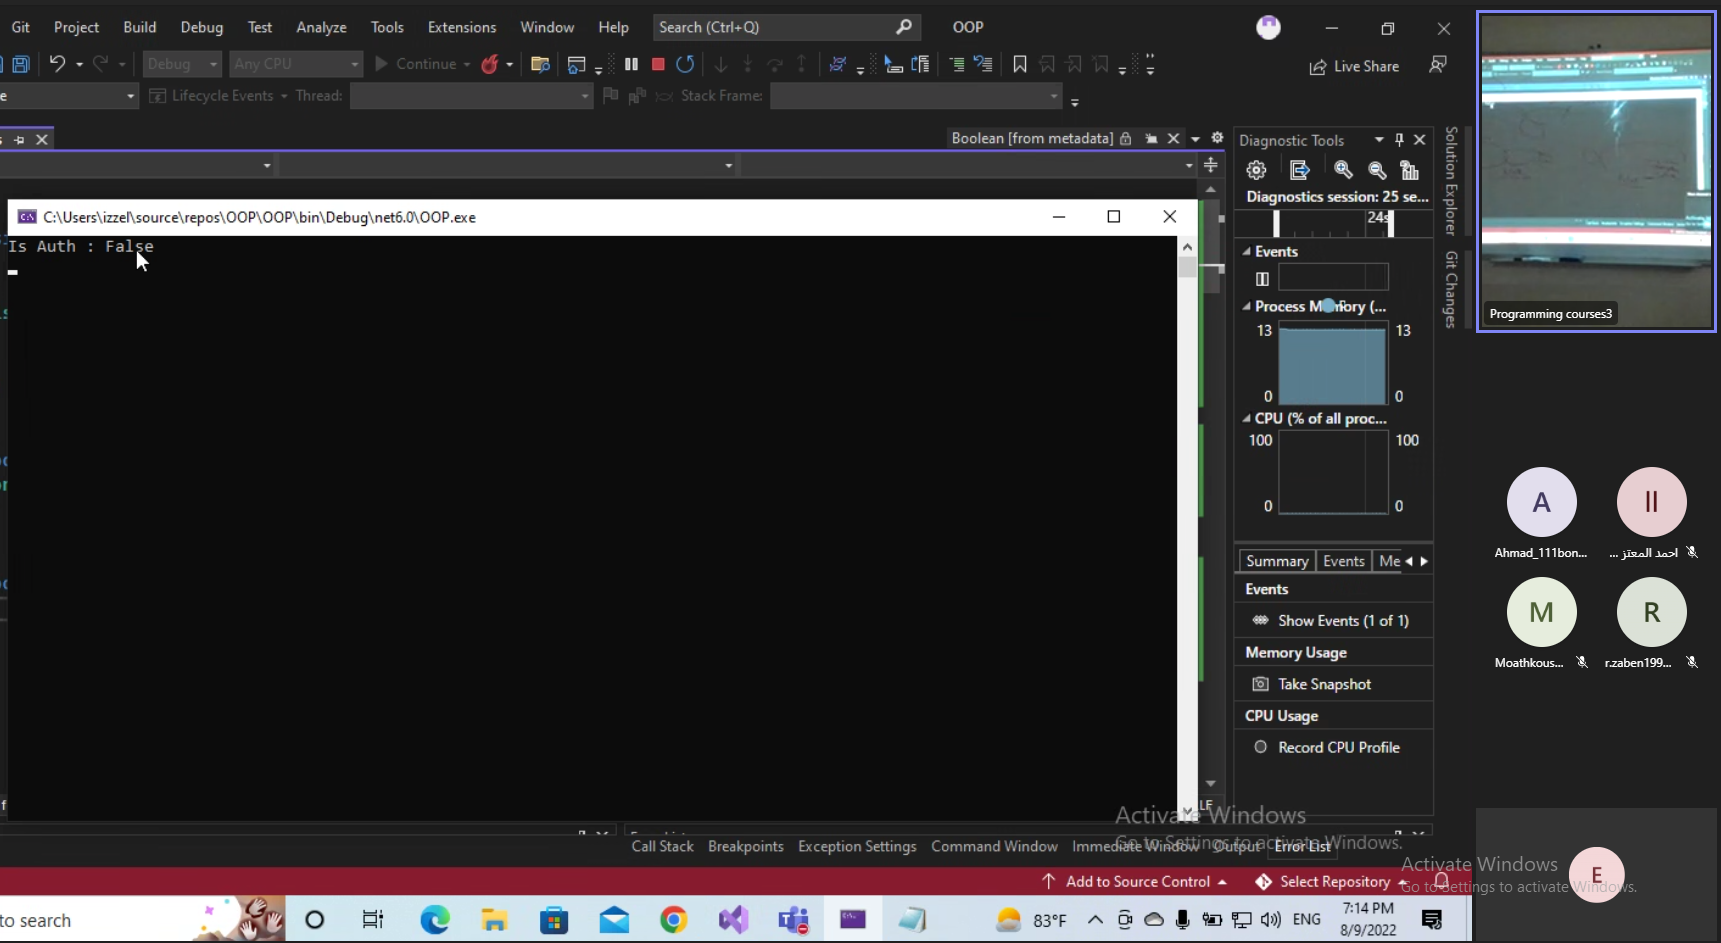 Git Project Build Debug Test Analyze Tools Extensions Window Help Search (Ctrl+Q) OOP
Debug Any CPU Continue Live Share
e Lifecycle Events Thread: Stack Frame:
Boolean [from metadata]
Diagnostic Tools
Diagnostics session: 25 se...
24s
Events
Process Memory (...
13 13
0 0
CPU (% of all proc...
100 100
0 0
Summary Events Me
Events
Show Events (1 of 1)
Memory Usage
Take Snapshot
CPU Usage
Record CPU Profile
Solution Explorer
Git Changes
C:\Users\izzel\source\repos\OOP\OOP\bin\Debug\net6.0\OOP.exe
Is Auth : False
LF
Call Stack Breakpoints Exception Settings Command Window Immediate Window Output Error List
Activate Windows
Go to Settings to activate Windows.
Add to Source Control Select Repository
to search
83°F ENG 7:14 PM
8/9/2022
Programming courses3
A II
Ahmad_111bon... احمد المعتز ...
M R
Moathkous... r.zaben199...
Activate Windows
Go to Settings to activate Windows.
E